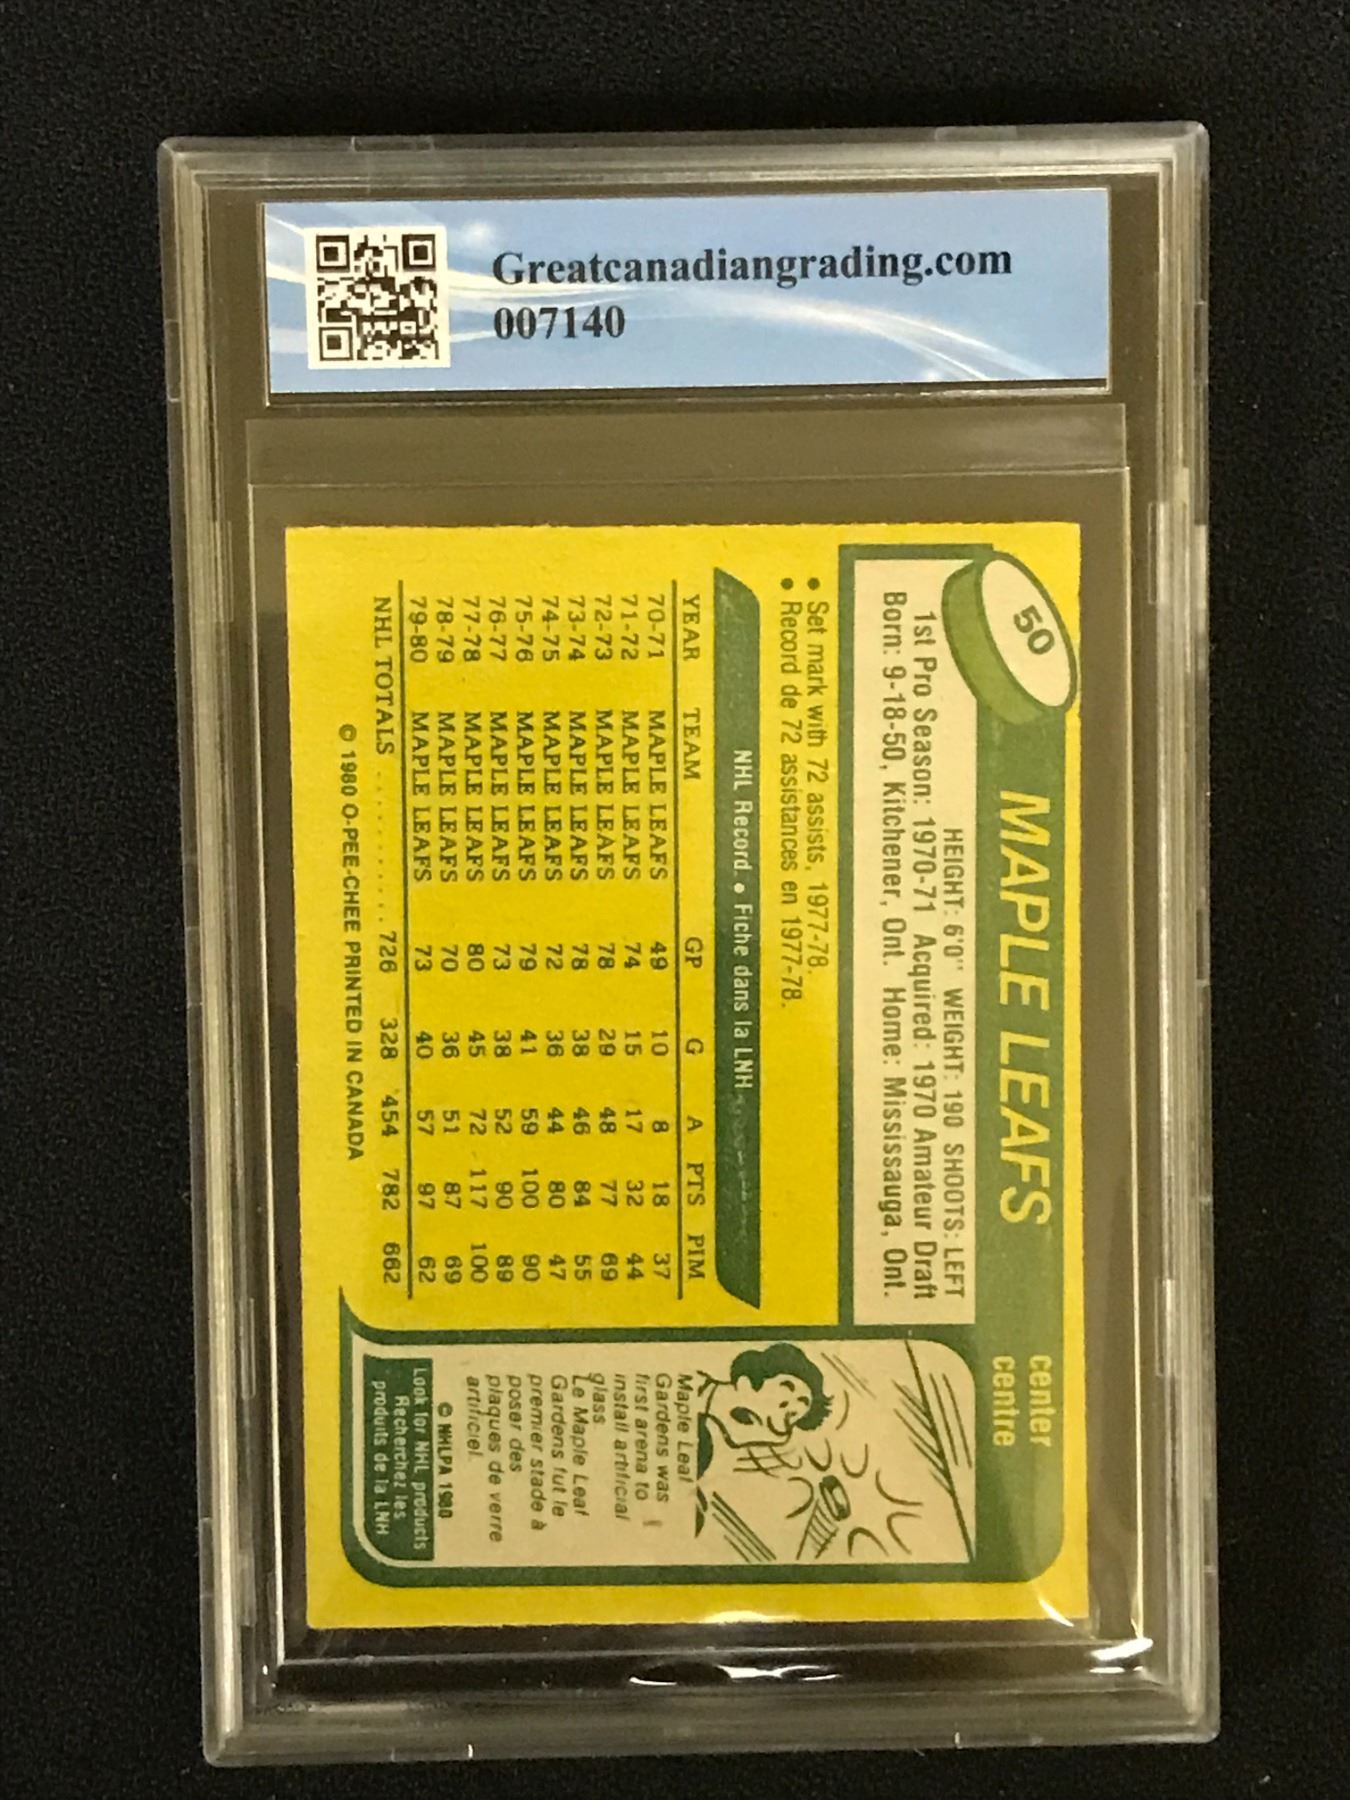 Greatcanadiangrading.com
007140
50
MAPLE LEAFS
center
centre
HEIGHT: 6'0" WEIGHT: 190 SHOOTS: LEFT
1st Pro Season: 1970-71 Acquired: 1970 Amateur Draft
Born: 9-18-50, Kitchener, Ont. Home: Mississauga, Ont.
• Set mark with 72 assists, 1977-78.
• Record de 72 assistances en 1977-78.
NHL Record. • Fiche dans la LNH
YEAR TEAM GP G A PTS PIM
70-71 MAPLE LEAFS 49 10 8 18 37
71-72 MAPLE LEAFS 74 15 17 32 44
72-73 MAPLE LEAFS 78 29 48 77 69
73-74 MAPLE LEAFS 78 38 46 84 55
74-75 MAPLE LEAFS 72 36 44 80 47
75-76 MAPLE LEAFS 79 41 59 100 90
76-77 MAPLE LEAFS 73 38 52 90 89
77-78 MAPLE LEAFS 80 45 72 117 100
78-79 MAPLE LEAFS 70 36 51 87 69
79-80 MAPLE LEAFS 73 40 57 97 62
NHL TOTALS .......... 726 328 454 782 662
© 1980 O-PEE-CHEE PRINTED IN CANADA
Maple Leaf
Gardens was
first arena to
install artificial
glass.
Le Maple Leaf
Gardens fut le
premier stade à
poser des
plaques de verre
artificiel.
© NHLPA 1980
Look for NHL products
Recherchez les
produits de la LNH